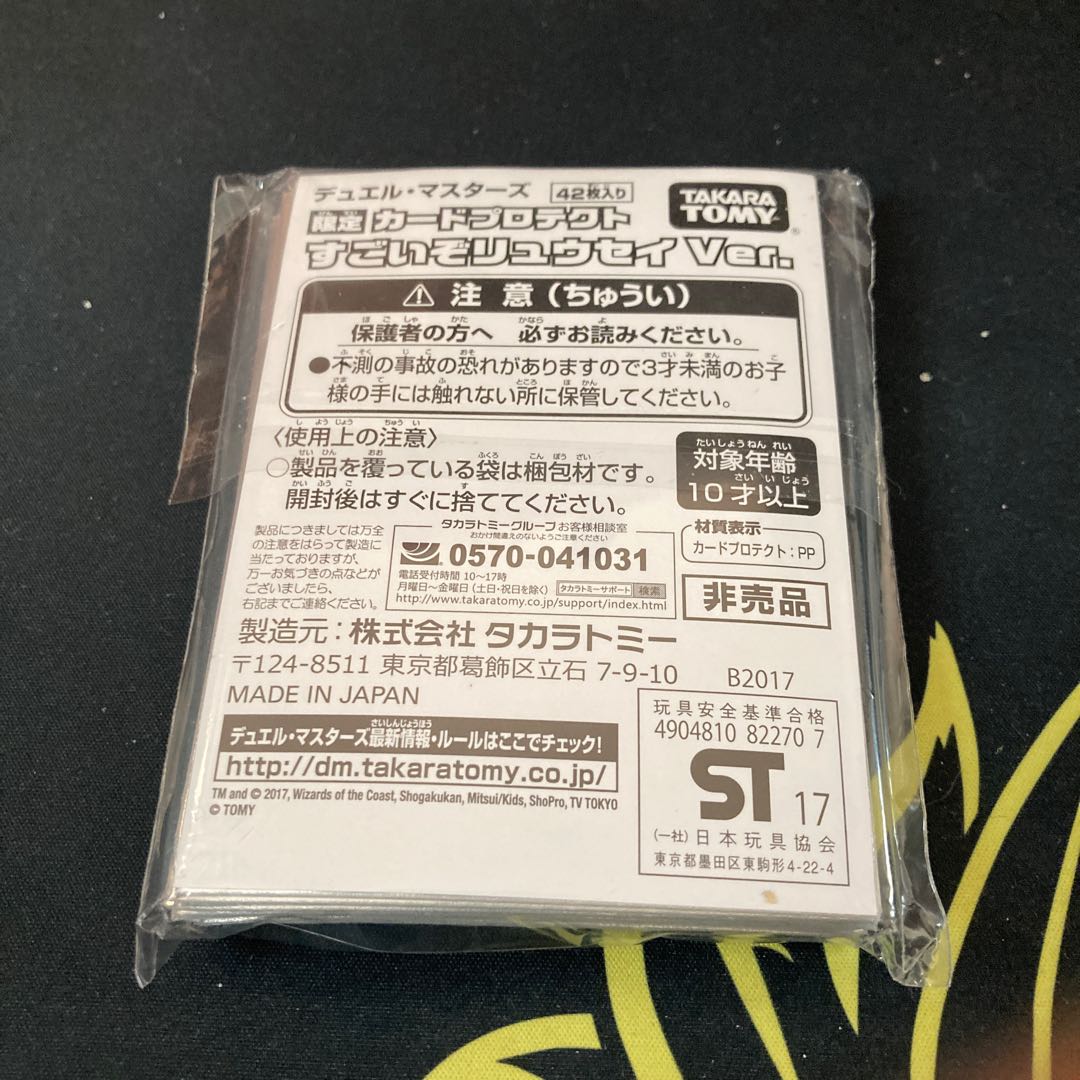 デュエル・マスターズ 42枚入り
TAKARA TOMY®
限定 カードプロテクト
すごいぞリュウセイ Ver.
⚠ 注意(ちゅうい)
保護者の方へ 必ずお読みください。
●不測の事故の恐れがありますので3才未満のお子
様の手には触れない所に保管してください。
〈使用上の注意〉
○製品を覆っている袋は梱包材です。
開封後はすぐに捨ててください。
対象年齢
10才以上
製品につきましては万全
の注意をはらって製造に
当たっておりますが、
万一お気づきの点などが
ございましたら、
右記までご連絡ください。
タカラトミーグループ お客様相談室
おかけ間違えのないようご注意ください
0570-041031
電話受付時間 10〜17時
月曜日〜金曜日(土日・祝日を除く) タカラトミーサポート 検索
http://www.takaratomy.co.jp/support/index.html
材質表示
カードプロテクト:PP
非売品
製造元:株式会社 タカラトミー
〒124-8511 東京都葛飾区立石 7-9-10
B2017
MADE IN JAPAN
デュエル・マスターズ最新情報・ルールはここでチェック!
http://dm.takaratomy.co.jp/
TM and © 2017, Wizards of the Coast, Shogakukan, Mitsui/Kids, ShoPro, TV TOKYO
© TOMY
玩具安全基準合格
4904810 82270 7
ST 17
(一社)日本玩具協会
東京都墨田区東駒形4-22-4